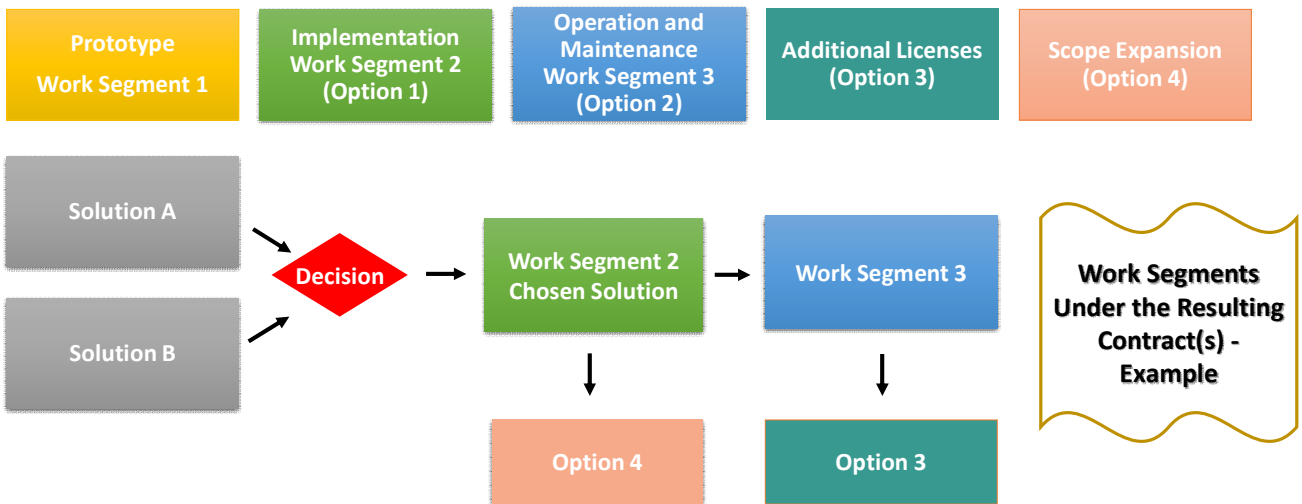 Prototype
Work Segment 1
Implementation
Work Segment 2
(Option 1)
Operation and
Maintenance
Work Segment 3
(Option 2)
Additional Licenses
(Option 3)
Scope Expansion
(Option 4)
Solution A
Solution B
Decision
Work Segment 2
Chosen Solution
Work Segment 3
Work Segments
Under the Resulting
Contract(s) -
Example
Option 4
Option 3